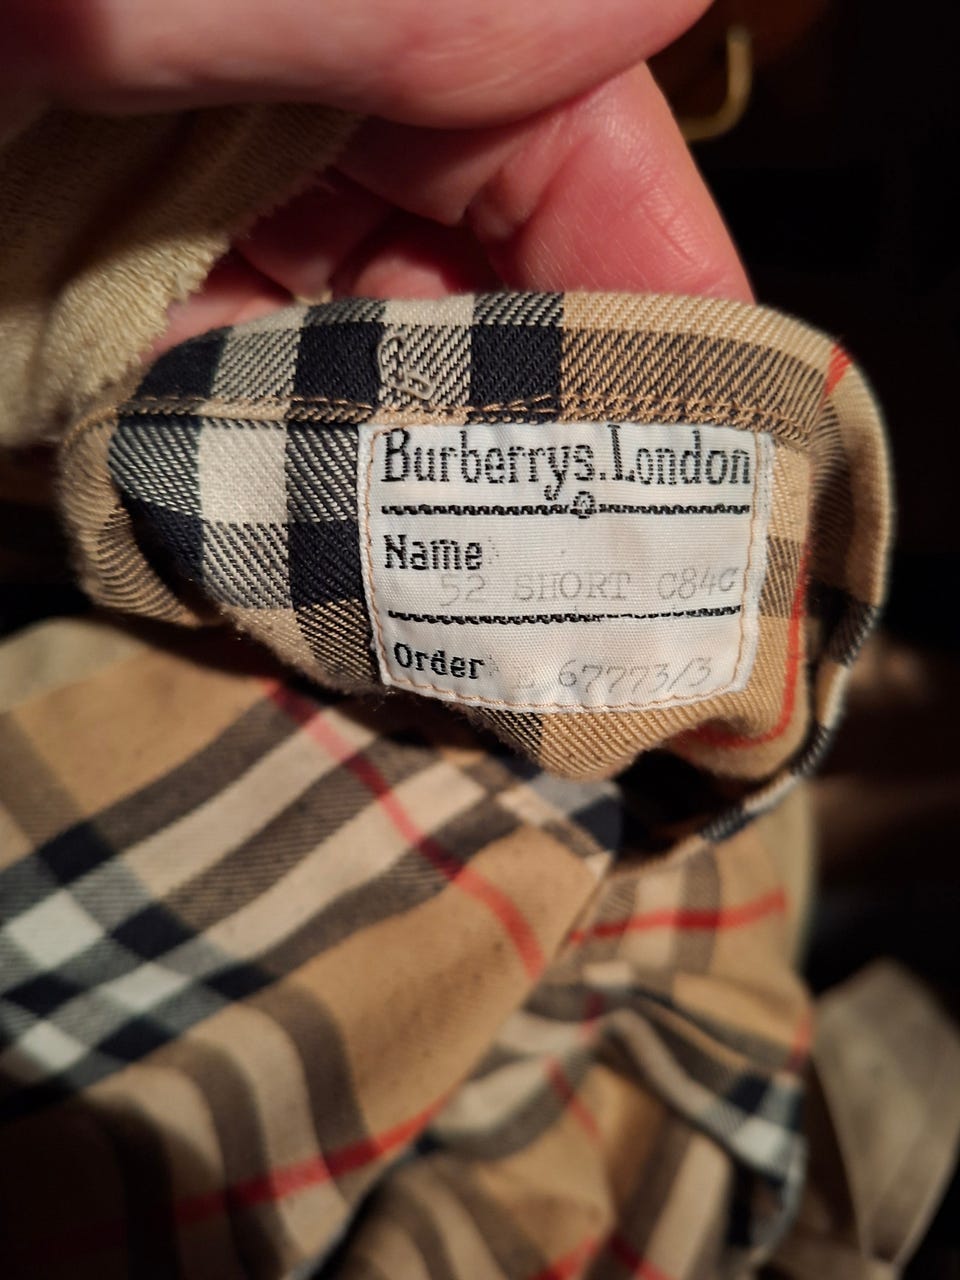 Burberrys. London
Name
52 SHORT C84C
Order L 67773/3